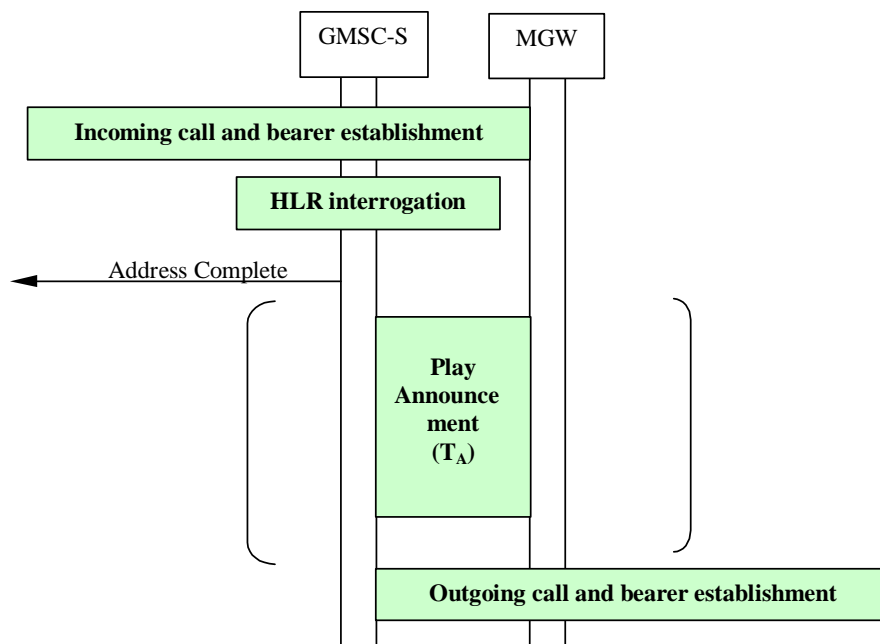 GMSC-S
MGW
Incoming call and bearer establishment
HLR interrogation
Address Complete
Play
Announce
ment
(TA)
Outgoing call and bearer establishment